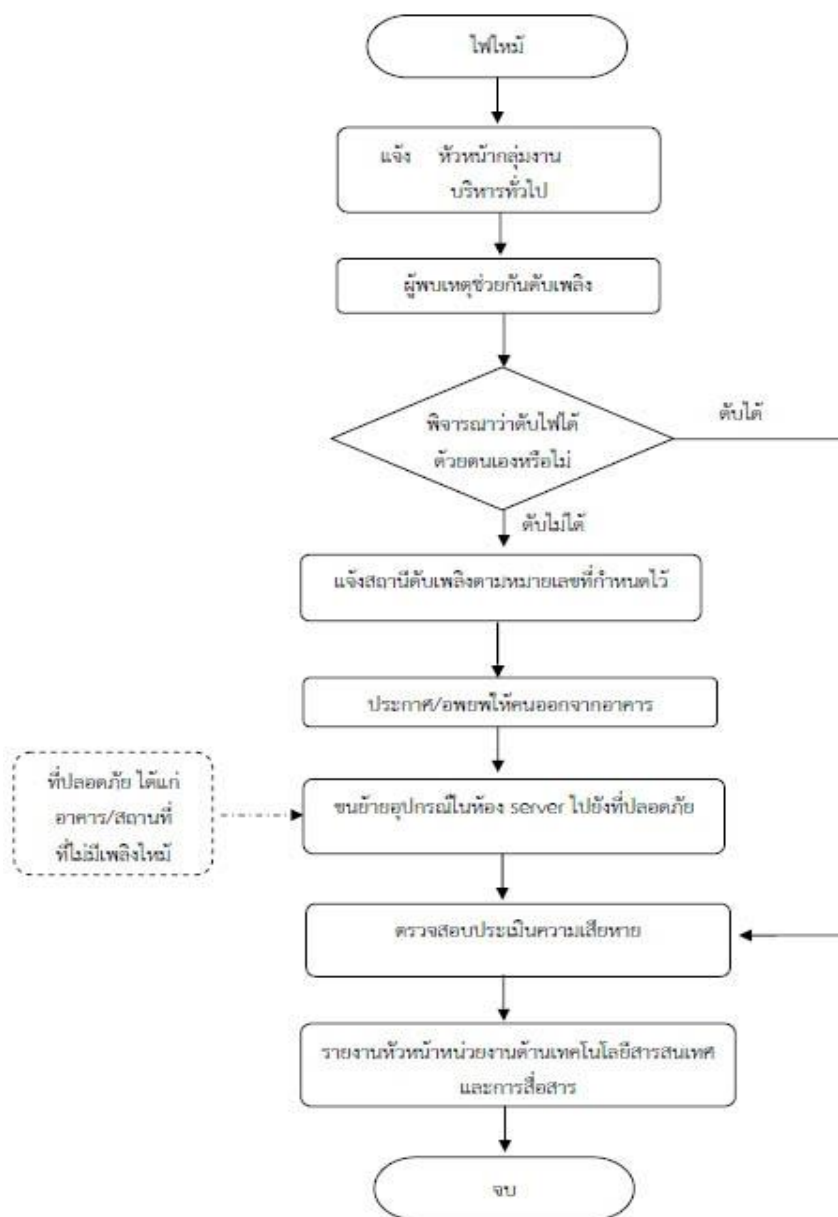 ไฟไหม้
แจ้ง หัวหน้ากลุ่มงาน
บริหารทั่วไป
ผู้พบเหตุช่วยกันดับเพลิง
พิจารณาว่าดับไฟได้
ด้วยตนเองหรือไม่
ดับได้
ดับไม่ได้
แจ้งสถานีดับเพลิงตามหมายเลขที่กำหนดไว้
ประกาศ/อพยพให้คนออกจากอาคาร
ที่ปลอดภัย ได้แก่
อาคาร/สถานที่
ที่ไม่มีเพลิงไหม้
ขนย้ายอุปกรณ์ในห้อง server ไปยังที่ปลอดภัย
ตรวจสอบประเมินความเสียหาย
รายงานหัวหน้าหน่วยงานด้านเทคโนโลยีสารสนเทศ
และการสื่อสาร
จบ